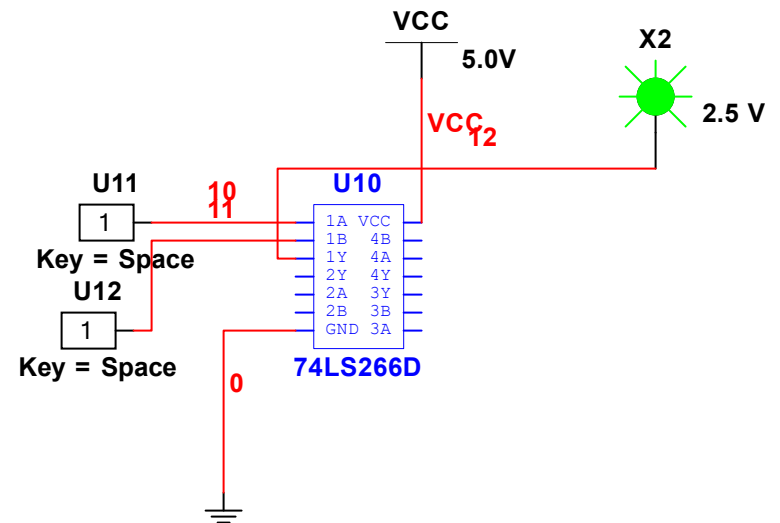 VCC
5.0V
X2
2.5 V
VCC
12
U11
10
11
U10
1
Key = Space
U12
1
Key = Space
1A VCC
1B 4B
1Y 4A
2Y 4Y
2A 3Y
2B 3B
GND 3A
74LS266D
0